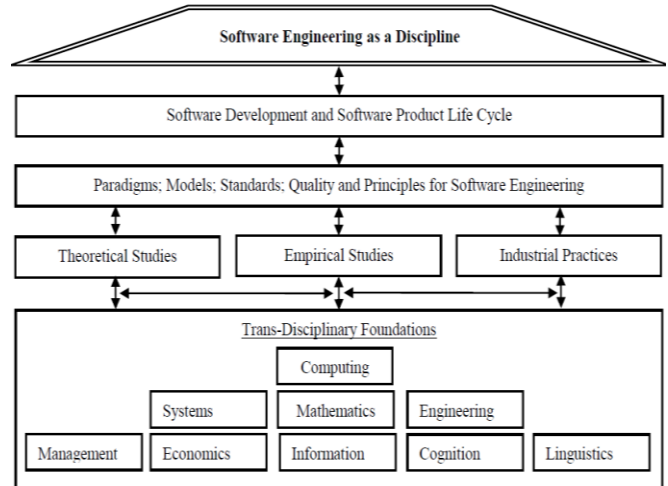 Software Engineering as a Discipline
Software Development and Software Product Life Cycle
Paradigms; Models; Standards; Quality and Principles for Software Engineering
Theoretical Studies
Empirical Studies
Industrial Practices
Trans-Disciplinary Foundations
Computing
Systems
Mathematics
Engineering
Management
Economics
Information
Cognition
Linguistics